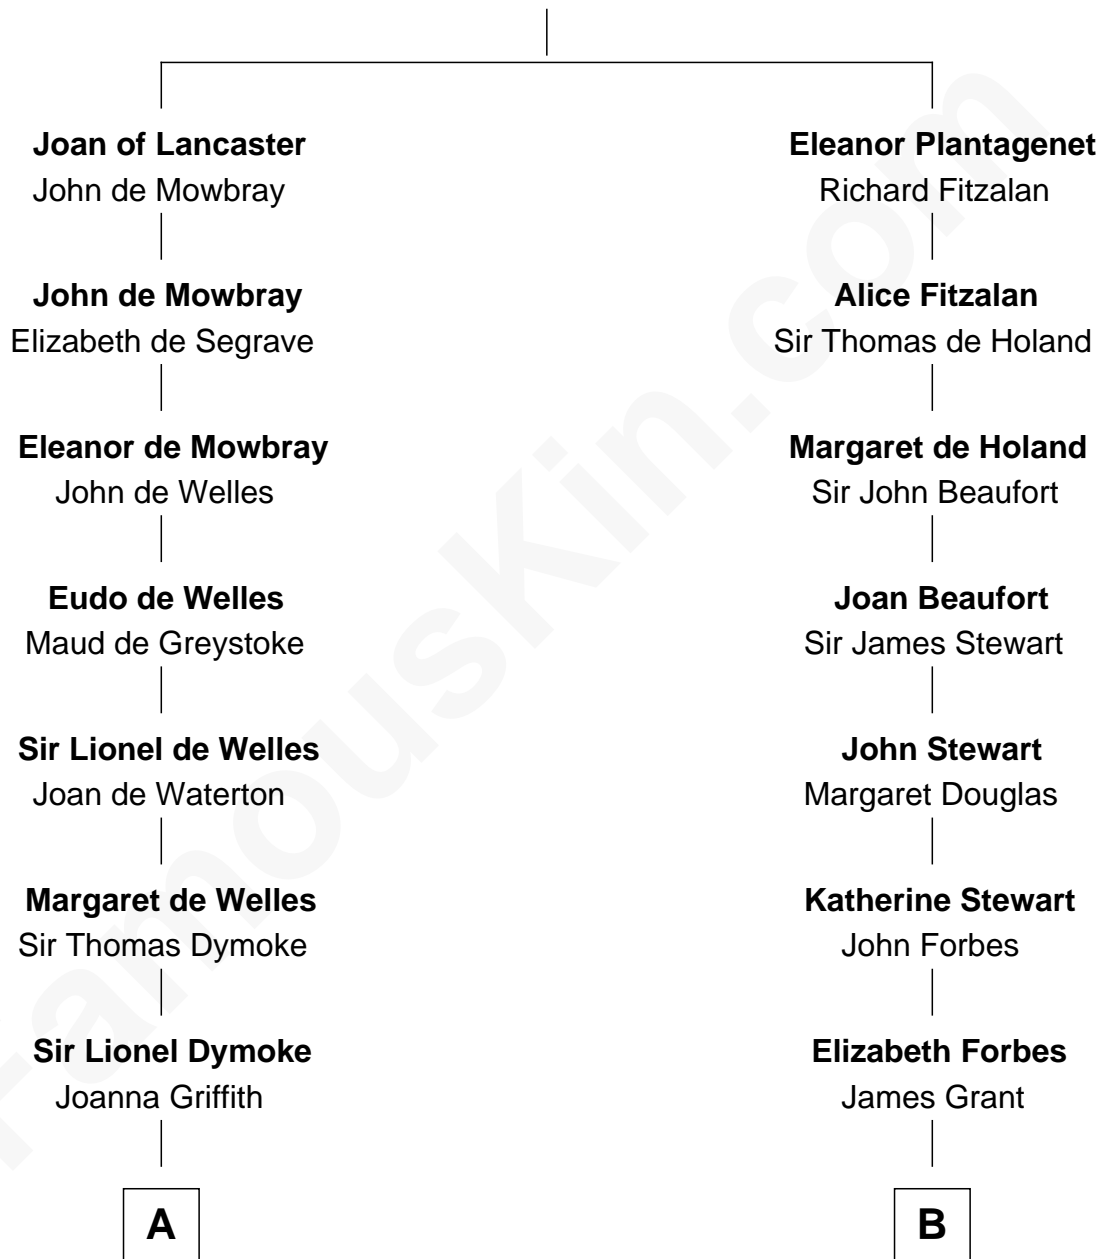 Joan of Lancaster
John de Mowbray
Eleanor Plantagenet
Richard Fitzalan
John de Mowbray
Elizabeth de Segrave
Alice Fitzalan
Sir Thomas de Holand
Eleanor de Mowbray
John de Welles
Margaret de Holand
Sir John Beaufort
Eudo de Welles
Maud de Greystoke
Joan Beaufort
Sir James Stewart
Sir Lionel de Welles
Joan de Waterton
John Stewart
Margaret Douglas
Margaret de Welles
Sir Thomas Dymoke
Katherine Stewart
John Forbes
Sir Lionel Dymoke
Joanna Griffith
Elizabeth Forbes
James Grant
A
B
FamousKin.com